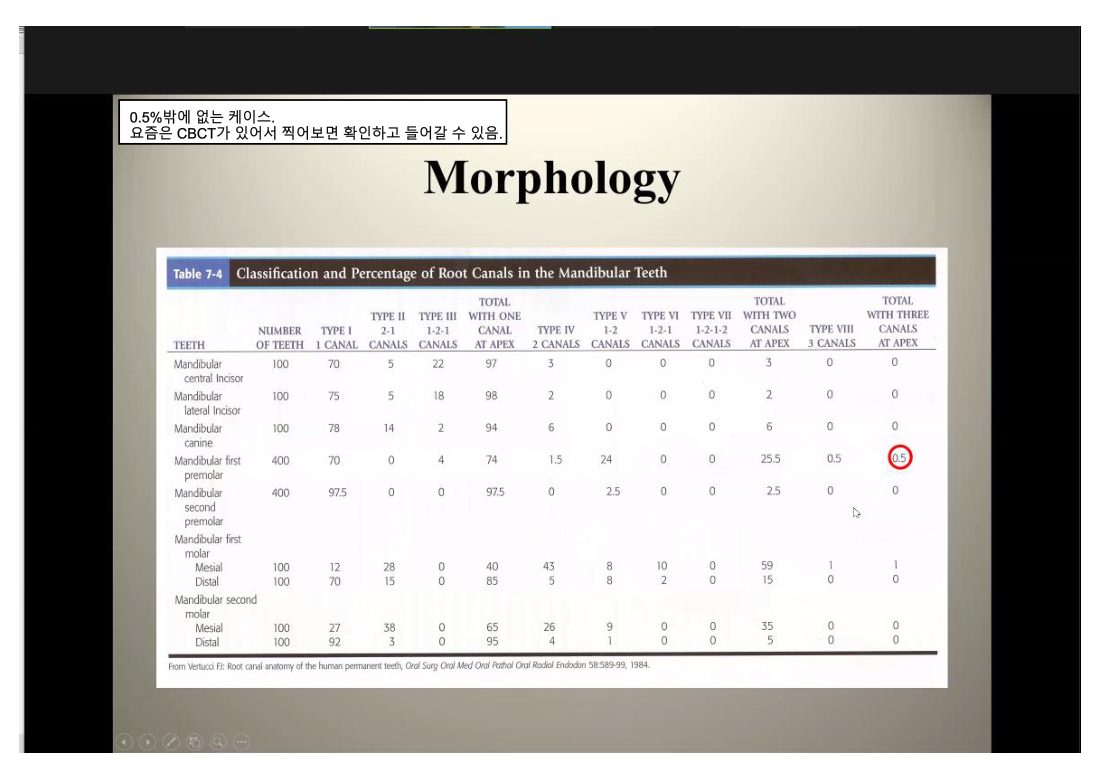 0.5%밖에 없는 케이스.
요즘은 CBCT가 있어서 찍어보면 확인하고 들어갈 수 있음.
Morphology
Table 7-4 Classification and Percentage of Root Canals in the Mandibular Teeth
TEETH NUMBER OF TEETH TYPE I 1 CANAL TYPE II 2-1 CANALS TYPE III 1-2-1 CANALS TOTAL WITH ONE CANAL AT APEX TYPE IV 2 CANALS TYPE V 1-2 CANALS TYPE VI 1-2-1 CANALS TYPE VII 1-2-1-2 CANALS TOTAL WITH TWO CANALS AT APEX TYPE VIII 3 CANALS TOTAL WITH THREE CANALS AT APEX
Mandibular central Incisor 100 70 5 22 97 3 0 0 0 3 0 0
Mandibular lateral Incisor 100 75 5 18 98 2 0 0 0 2 0 0
Mandibular canine 100 78 14 2 94 6 0 0 0 6 0 0
Mandibular first premolar 400 70 0 4 74 1.5 24 0 0 25.5 0.5 0.5
Mandibular second premolar 400 97.5 0 0 97.5 0 2.5 0 0 2.5 0 0
Mandibular first molar
Mesial 100 12 28 0 40 43 8 10 0 59 1 1
Distal 100 70 15 0 85 5 8 2 0 15 0 0
Mandibular second molar
Mesial 100 27 38 0 65 26 9 0 0 35 0 0
Distal 100 92 3 0 95 4 1 0 0 5 0 0
From Vertucci FJ: Root canal anatomy of the human permanent teeth, Oral Surg Oral Med Oral Pathol Oral Radiol Endodon 58:589-99, 1984.